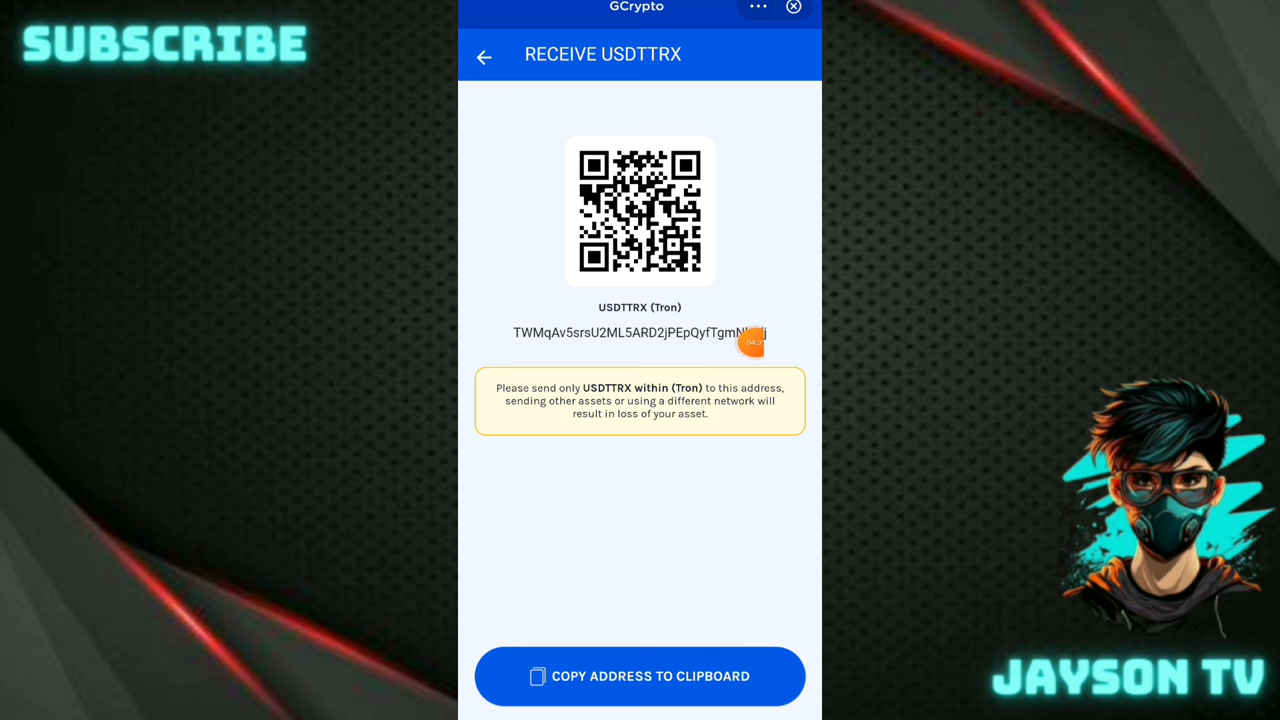 SUBSCRIBE
GCrypto
RECEIVE USDTTRX
USDTTRX (Tron)
Please send only USDTTRX within (Tron) to this address,
sending other assets or using a different network will
result in loss of your asset.
COPY ADDRESS TO CLIPBOARD
JAYSON TV